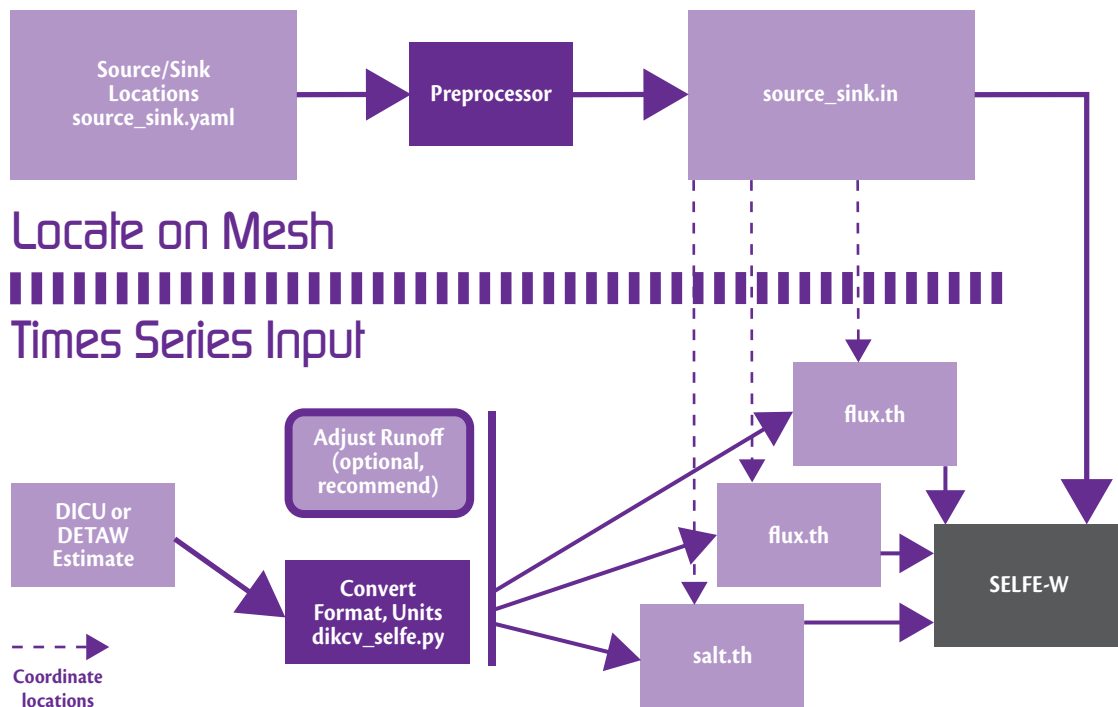 Source/Sink
Locations
source_sink.yaml
Preprocessor
source_sink.in
Locate on Mesh
Times Series Input
flux.th
Adjust Runoff
(optional,
recommend)
DICU or
DETAW
Estimate
flux.th
Convert
Format, Units
dikcv_selfe.py
SELFE-W
salt.th
Coordinate
locations